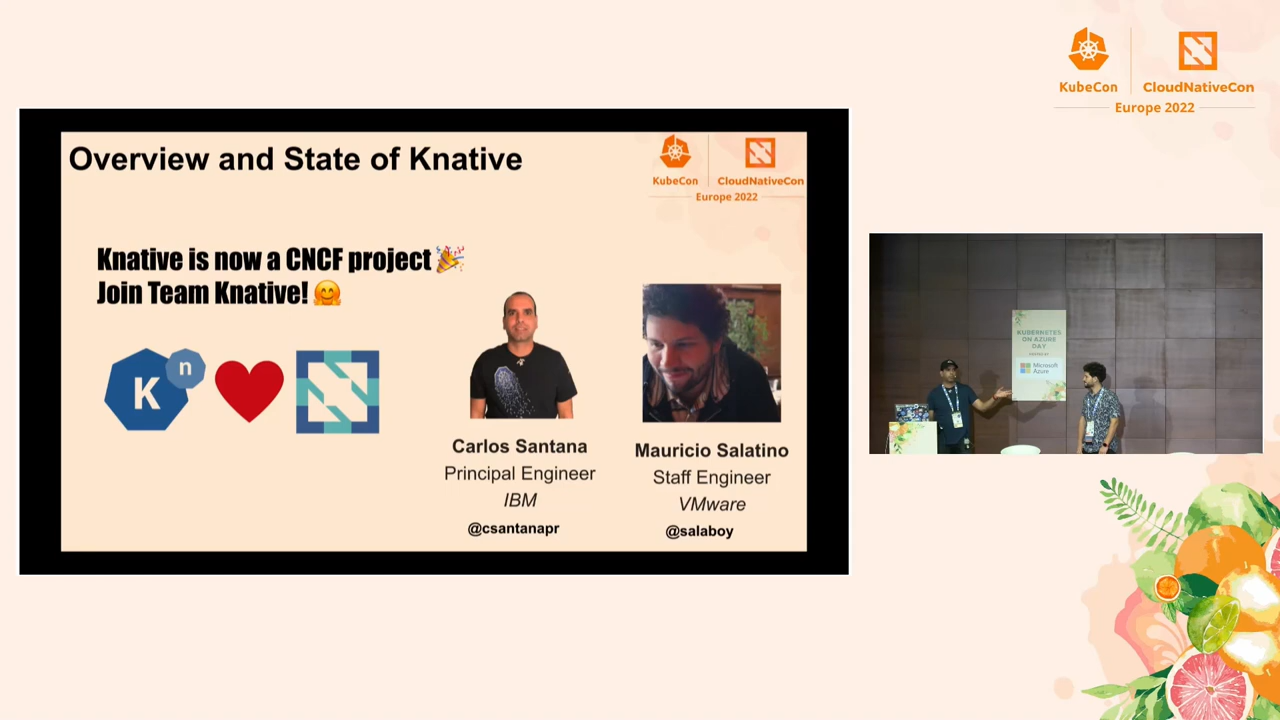 KubeCon
CloudNativeCon
Europe 2022
Overview and State of Knative
KubeCon
CloudNativeCon
Europe 2022
Knative is now a CNCF project 🎉
Join Team Knative! 🤗
K
n
Carlos Santana
Principal Engineer
IBM
@csantanapr
Mauricio Salatino
Staff Engineer
VMware
@salaboy
KUBERNETES
ON AZURE
DAY
Microsoft
Azure